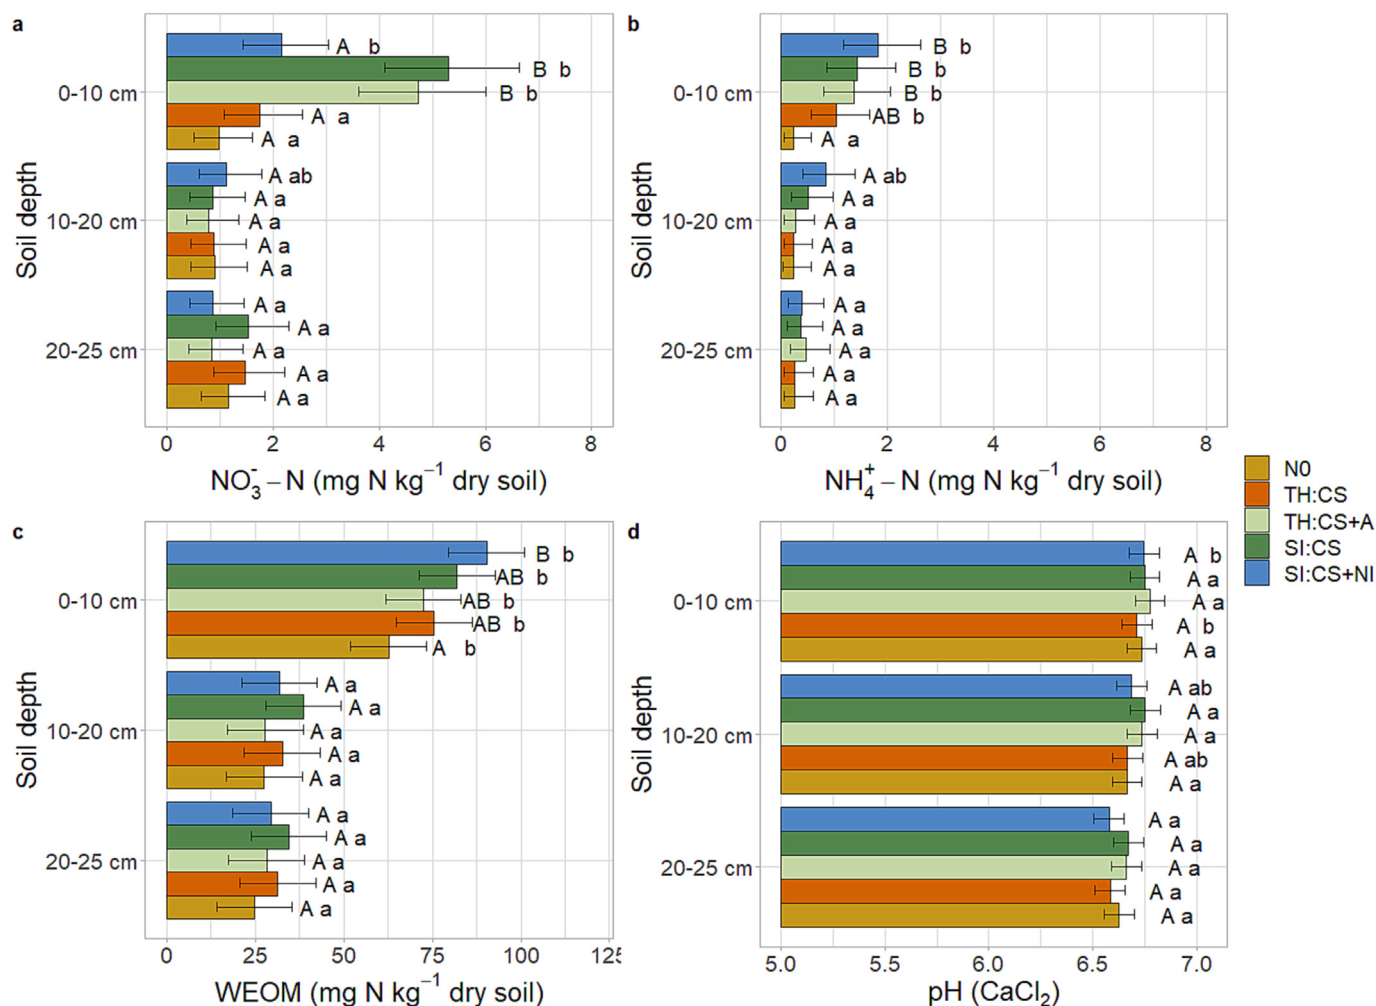 a
A b
B b
B b
A a
A a
0-10 cm
A ab
A a
A a
A a
A a
10-20 cm
A a
A a
A a
A a
A a
20-25 cm
Soil depth
0 2 4 6 8
NO₃⁻ – N (mg N kg⁻¹ dry soil)
b
B b
B b
B b
AB b
A a
0-10 cm
A ab
A a
A a
A a
A a
10-20 cm
A a
A a
A a
A a
A a
20-25 cm
Soil depth
0 2 4 6 8
NH₄⁺ – N (mg N kg⁻¹ dry soil)
c
B b
AB b
AB b
AB b
A b
0-10 cm
A a
A a
A a
A a
A a
10-20 cm
A a
A a
A a
A a
A a
20-25 cm
Soil depth
0 25 50 75 100 125
WEOM (mg N kg⁻¹ dry soil)
d
A b
A a
A a
A b
A a
0-10 cm
A ab
A a
A a
A ab
A a
10-20 cm
A a
A a
A a
A a
A a
20-25 cm
Soil depth
5.0 5.5 6.0 6.5 7.0
pH (CaCl₂)
N0
TH:CS
TH:CS+A
SI:CS
SI:CS+NI